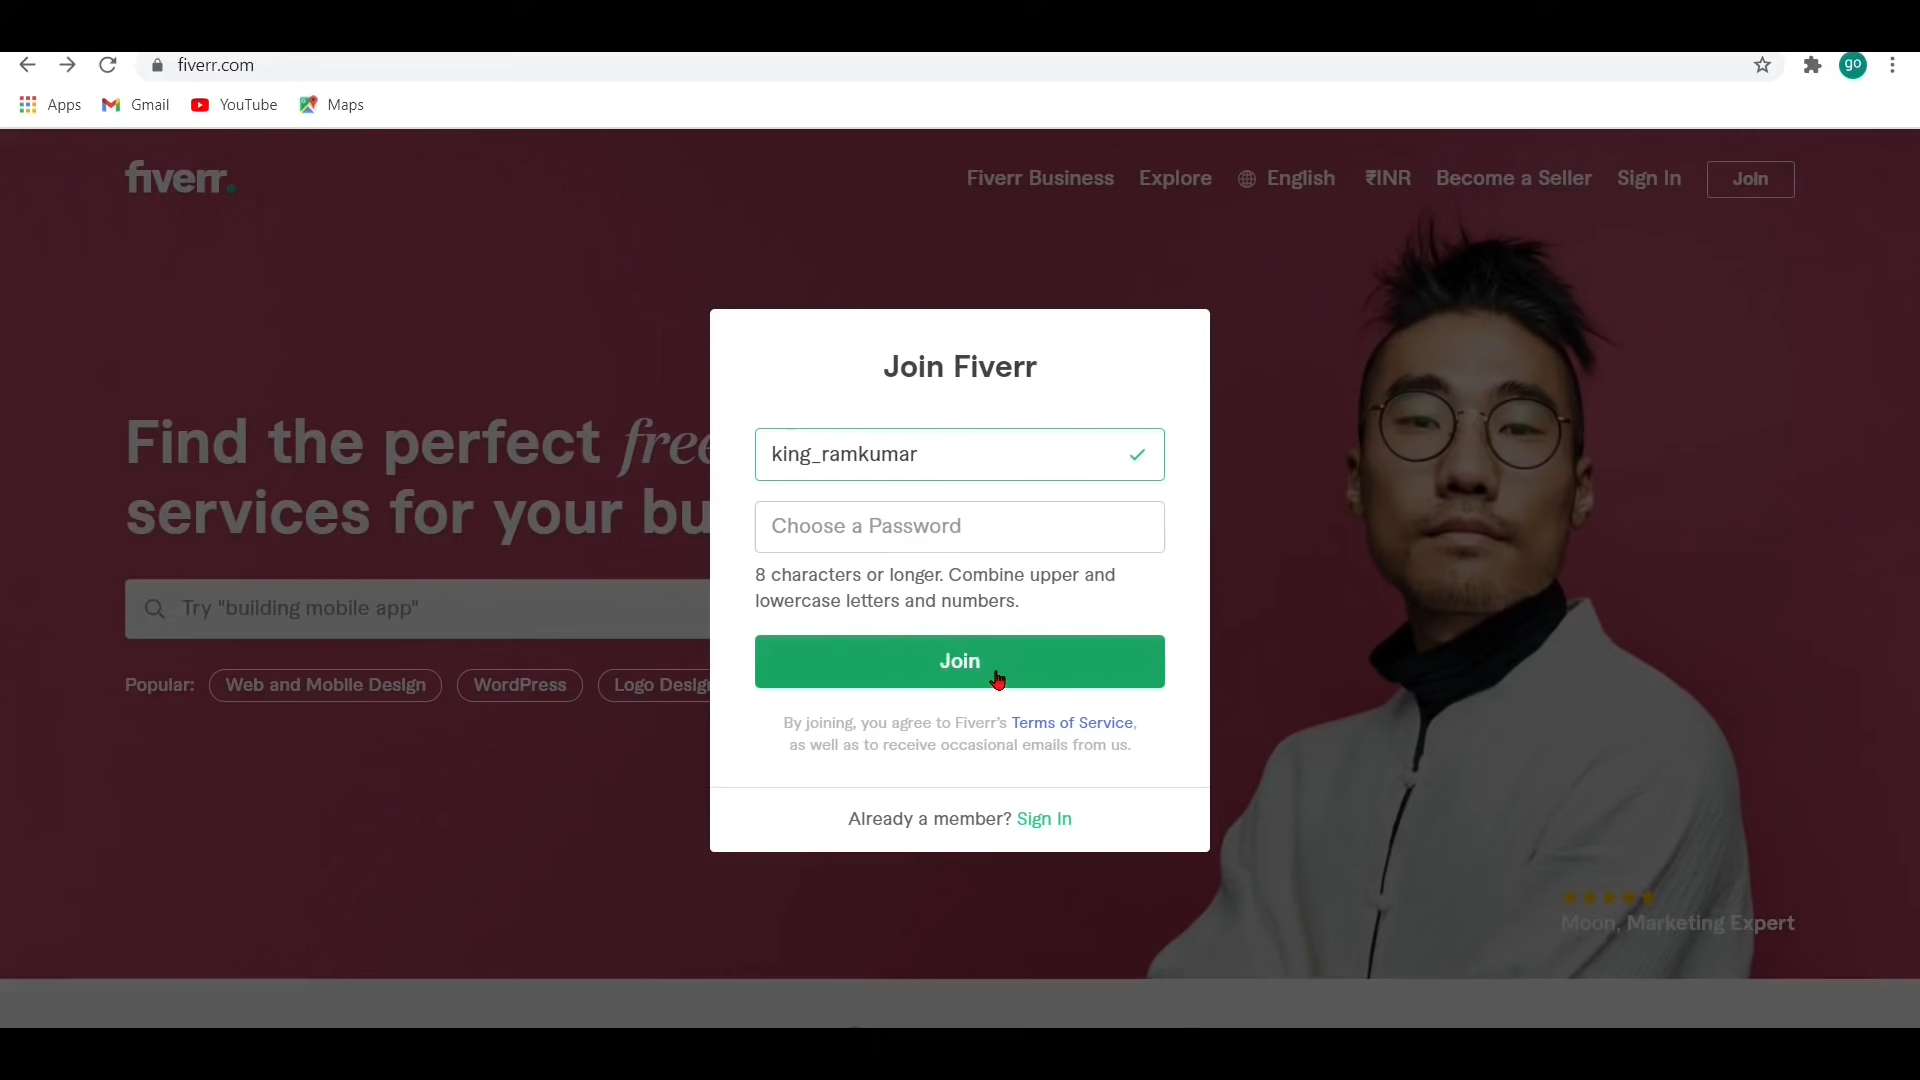 fiverr.com
go
Apps
Gmail
YouTube
Maps
fiverr.
Fiverr Business
Explore
English
₹INR
Become a Seller
Sign In
Join
Find the perfect free
services for your bu
Try "building mobile app"
Popular:
Web and Mobile Design
WordPress
Logo Design
Join Fiverr
king_ramkumar
Choose a Password
8 characters or longer. Combine upper and
lowercase letters and numbers.
Join
By joining, you agree to Fiverr's Terms of Service,
as well as to receive occasional emails from us.
Already a member? Sign In
Moon, Marketing Expert